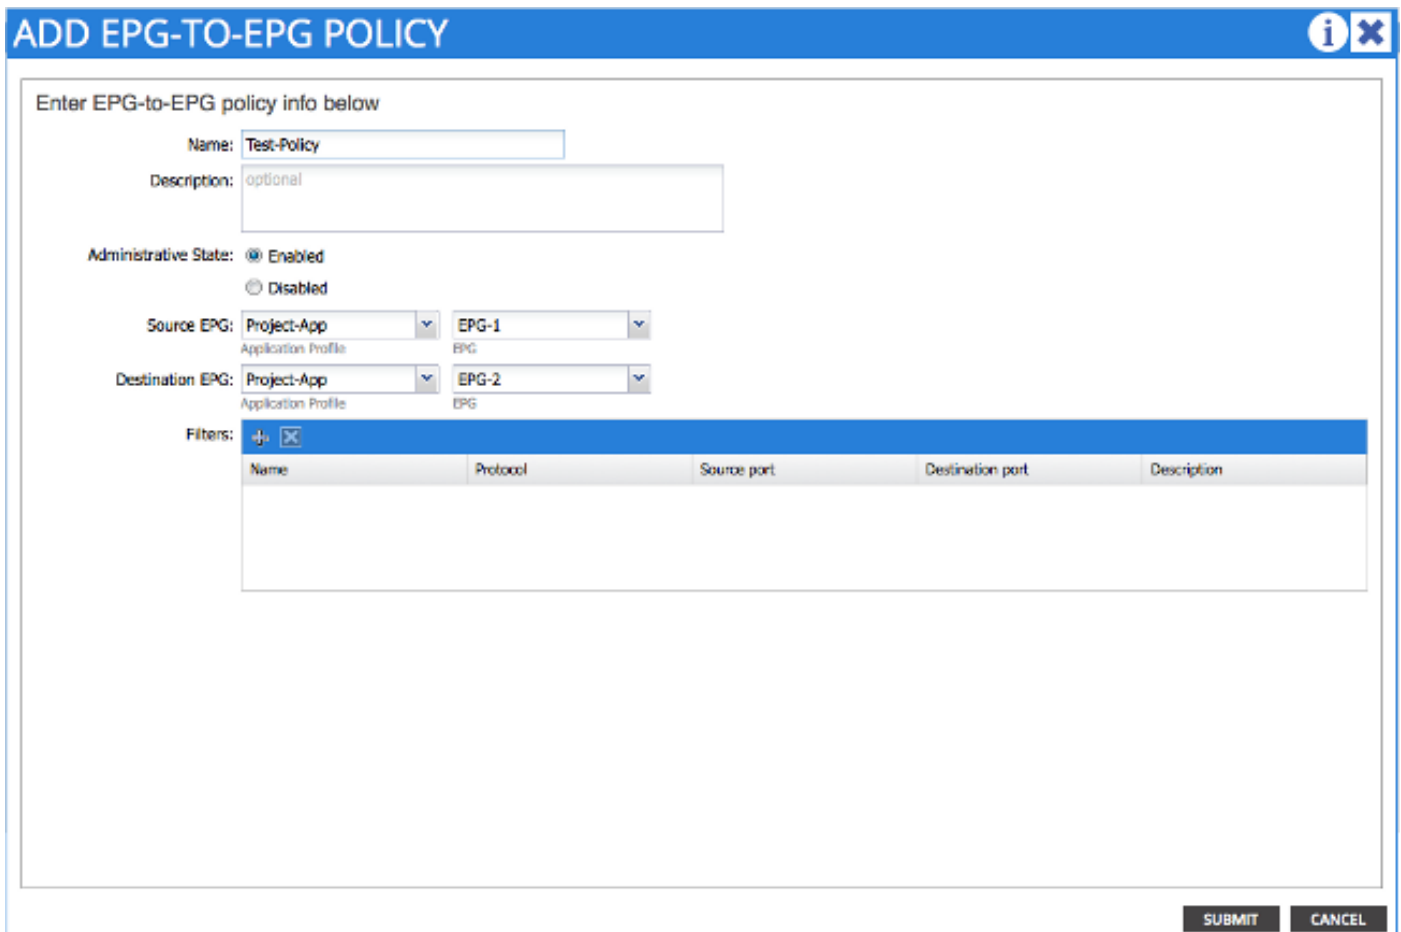 ADD EPG-TO-EPG POLICY
Enter EPG-to-EPG policy info below
Name: Test-Policy
Description: optional
Administrative State: Enabled
Disabled
Source EPG: Project-App EPG-1
Application Profile EPG
Destination EPG: Project-App EPG-2
Application Profile EPG
Filters:
Name Protocol Source port Destination port Description
SUBMIT CANCEL